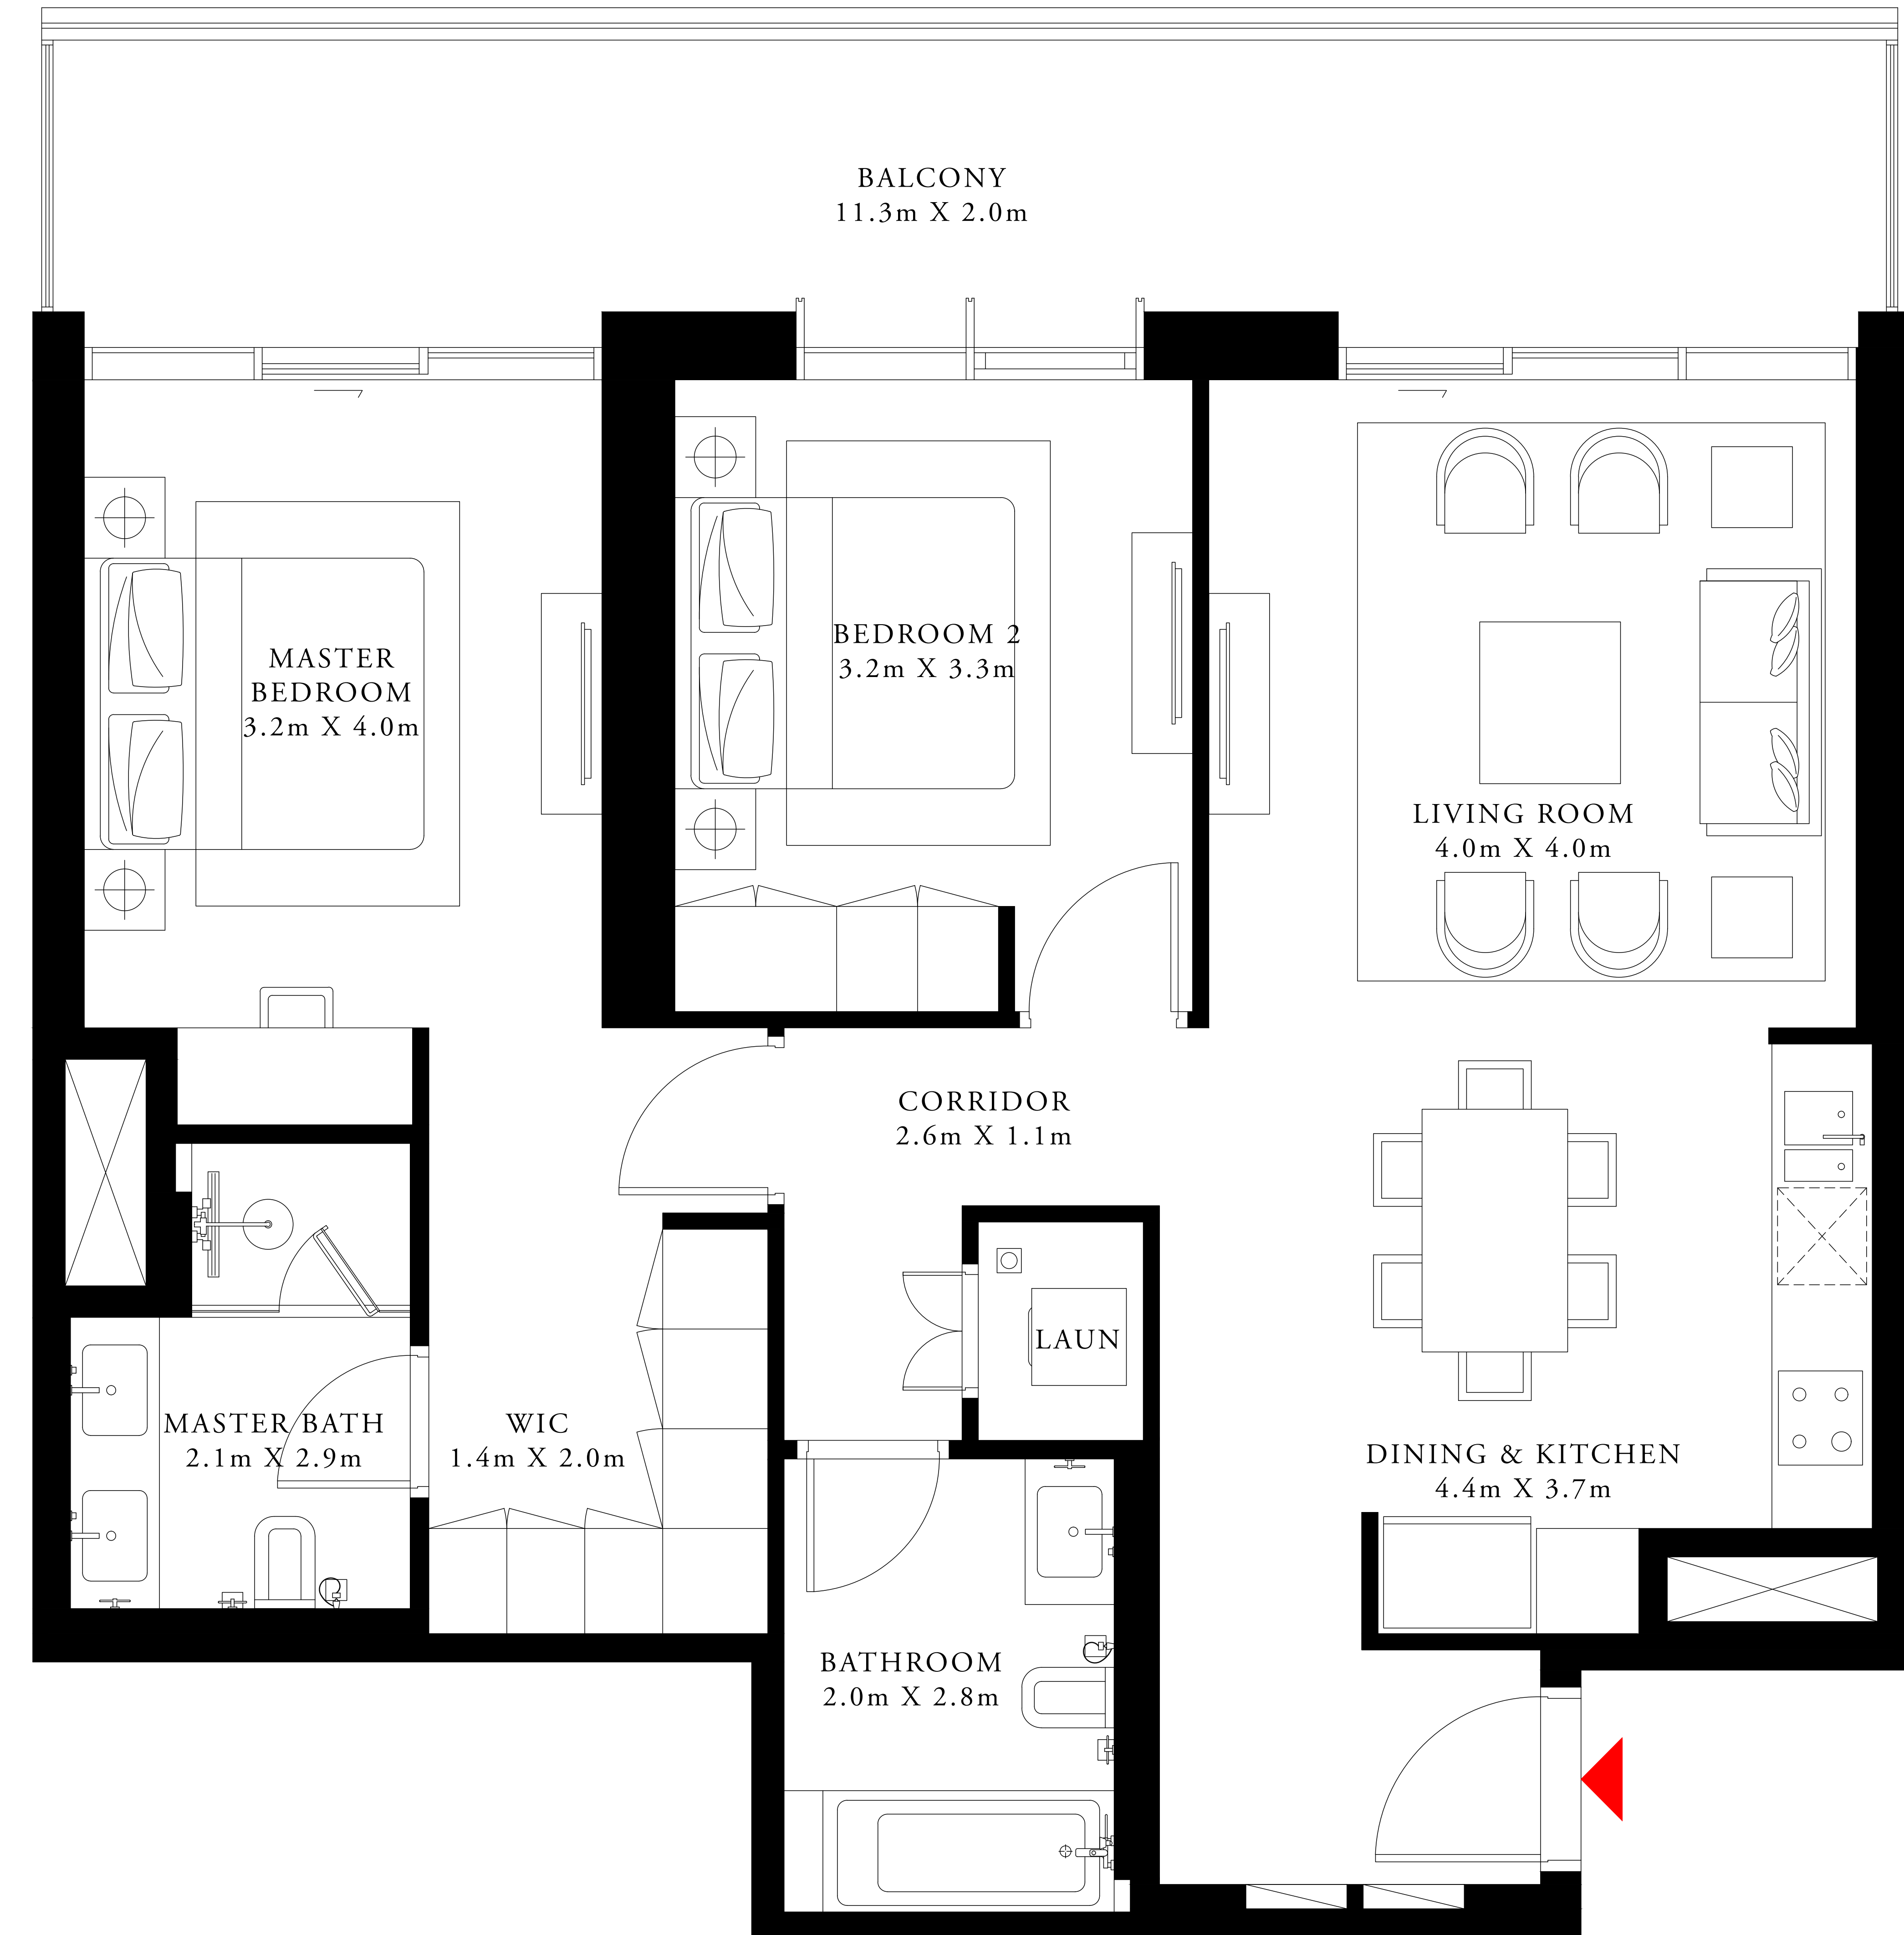 BALCONY
11.3m X 2.0m
MASTER
BEDROOM
3.2m X 4.0m
BEDROOM 2
3.2m X 3.3m
LIVING ROOM
4.0m X 4.0m
CORRIDOR
2.6m X 1.1m
LAUN
MASTER BATH
2.1m X 2.9m
WIC
1.4m X 2.0m
DINING & KITCHEN
4.4m X 3.7m
BATHROOM
2.0m X 2.8m